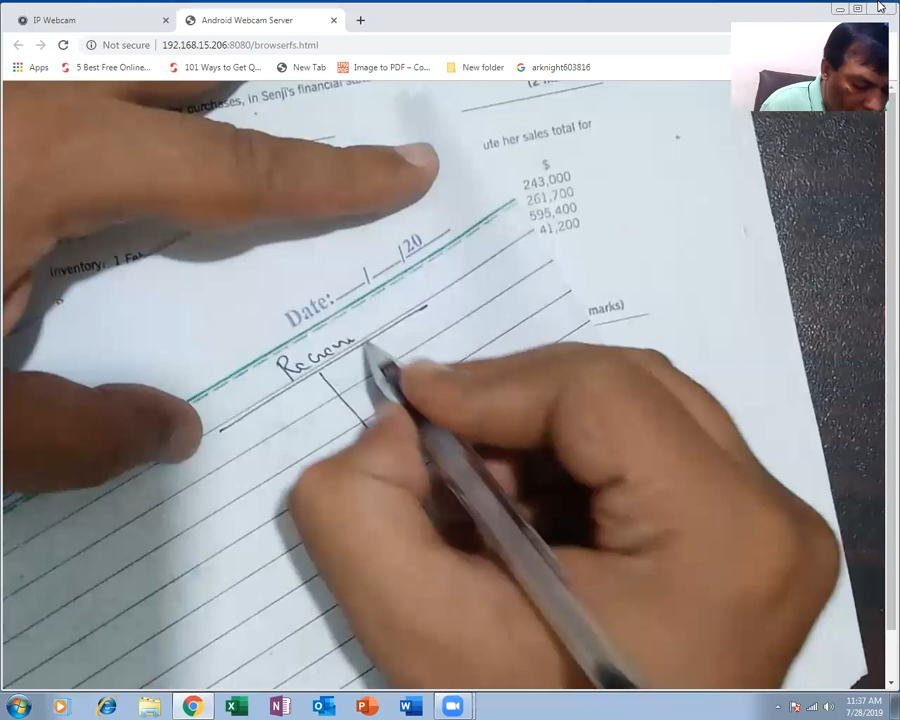 IP Webcam
Android Webcam Server
Not secure
192.168.15.206:8080/browserfs.html
Apps
5 Best Free Online...
101 Ways to Get Q...
New Tab
Image to PDF – Co...
New folder
arknight603816
purchases, in Senji's financial
ute her sales total for
$
243,000
261,700
595,400
41,200
Inventory, 1 Feb
Date: __/__/20
marks)
11:37 AM
7/28/2019